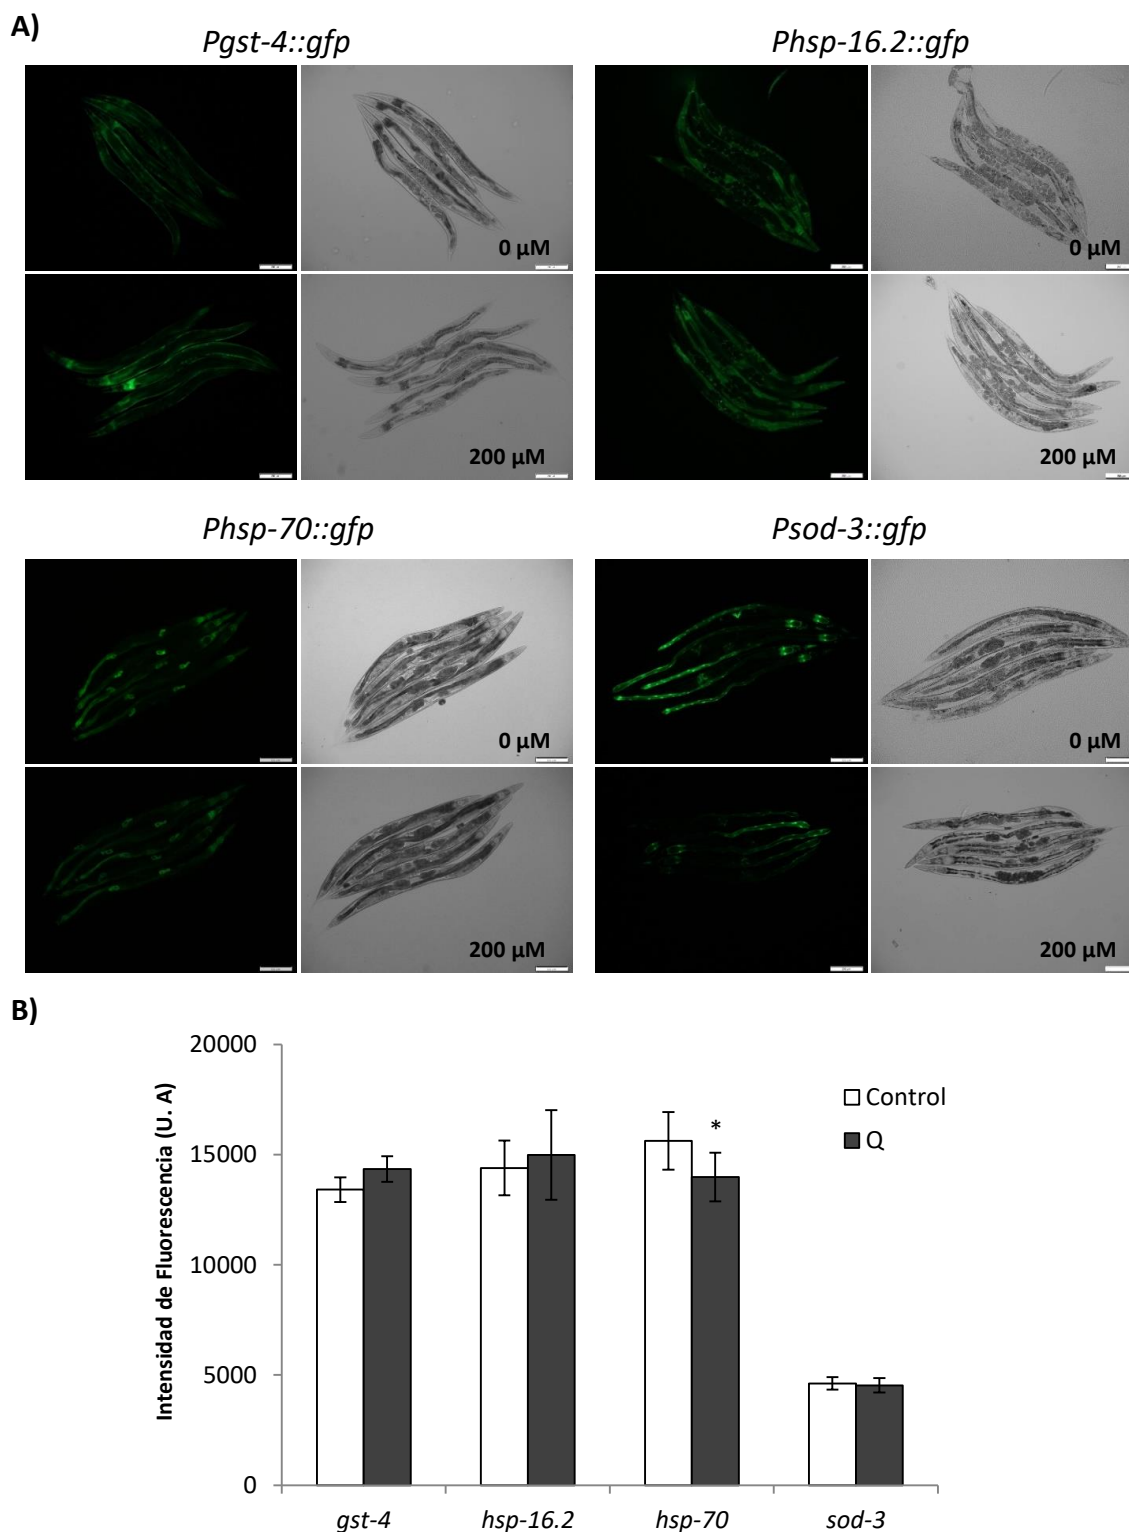 A)
Pgst-4::gfp
Phsp-16.2::gfp
0 µM
0 µM
200 µM
200 µM
Phsp-70::gfp
Psod-3::gfp
0 µM
0 µM
200 µM
200 µM
B)
Intensidad de Fluorescencia (U. A)
20000
15000
10000
5000
0
Control
Q
*
gst-4
hsp-16.2
hsp-70
sod-3